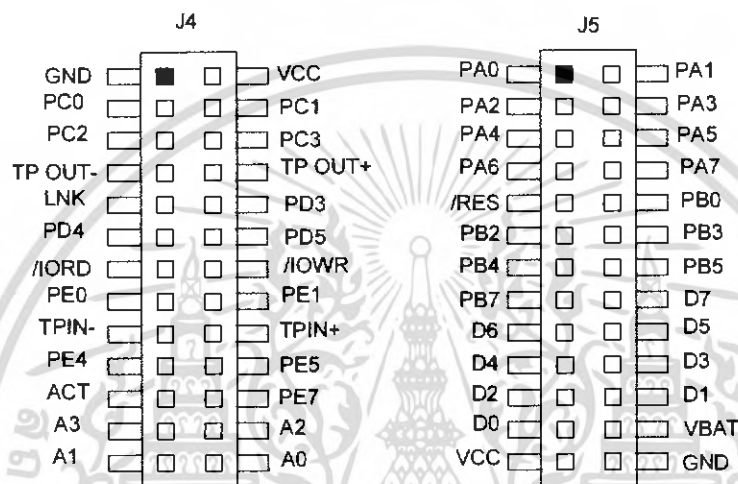 J4
GND VCC
PC0 PC1
PC2 PC3
TP OUT- TP OUT+
LNK PD3
PD4 PD5
/IORD /IOWR
PE0 PE1
TPIN- TPIN+
PE4 PE5
ACT PE7
A3 A2
A1 A0
J5
PA0 PA1
PA2 PA3
PA4 PA5
PA6 PA7
/RES PB0
PB2 PB3
PB4 PB5
PB7 D7
D6 D5
D4 D3
D2 D1
D0 VBAT
VCC GND